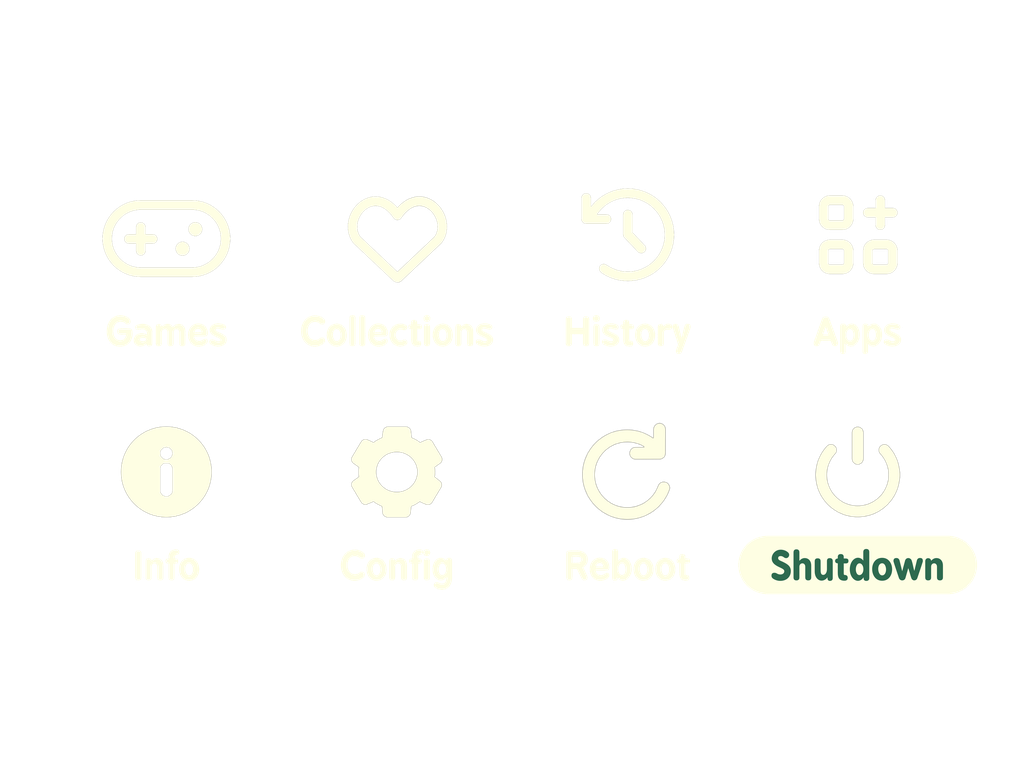 Games
Collections
History
Apps
Info
Config
Reboot
Shutdown